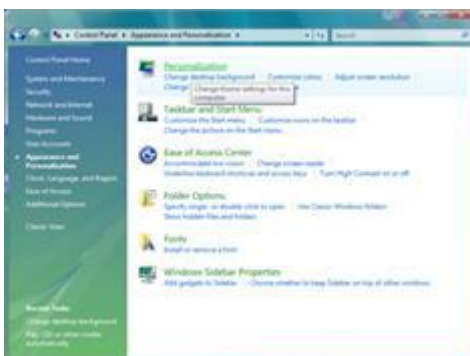 Control Panel ▸ Appearance and Personalization ▸
Search
Control Panel Home
System and Maintenance
Security
Network and Internet
Hardware and Sound
Programs
User Accounts
Appearance and
Personalization
Clock, Language, and Region
Ease of Access
Additional Options
Classic View
Recent Tasks
Change desktop background
Play CDs or other media
automatically
Personalization
Change desktop background
Customize colors
Adjust screen resolution
Change
Change theme settings for this
computer.
Taskbar and Start Menu
Customize the Start menu
Customize icons on the taskbar
Change the picture on the Start menu
Ease of Access Center
Accommodate low vision
Change screen reader
Underline keyboard shortcuts and access keys
Turn High Contrast on or off
Folder Options
Specify single- or double-click to open
Use Classic Windows folders
Show hidden files and folders
Fonts
Install or remove a font
Windows Sidebar Properties
Add gadgets to Sidebar
Choose whether to keep Sidebar on top of other windows